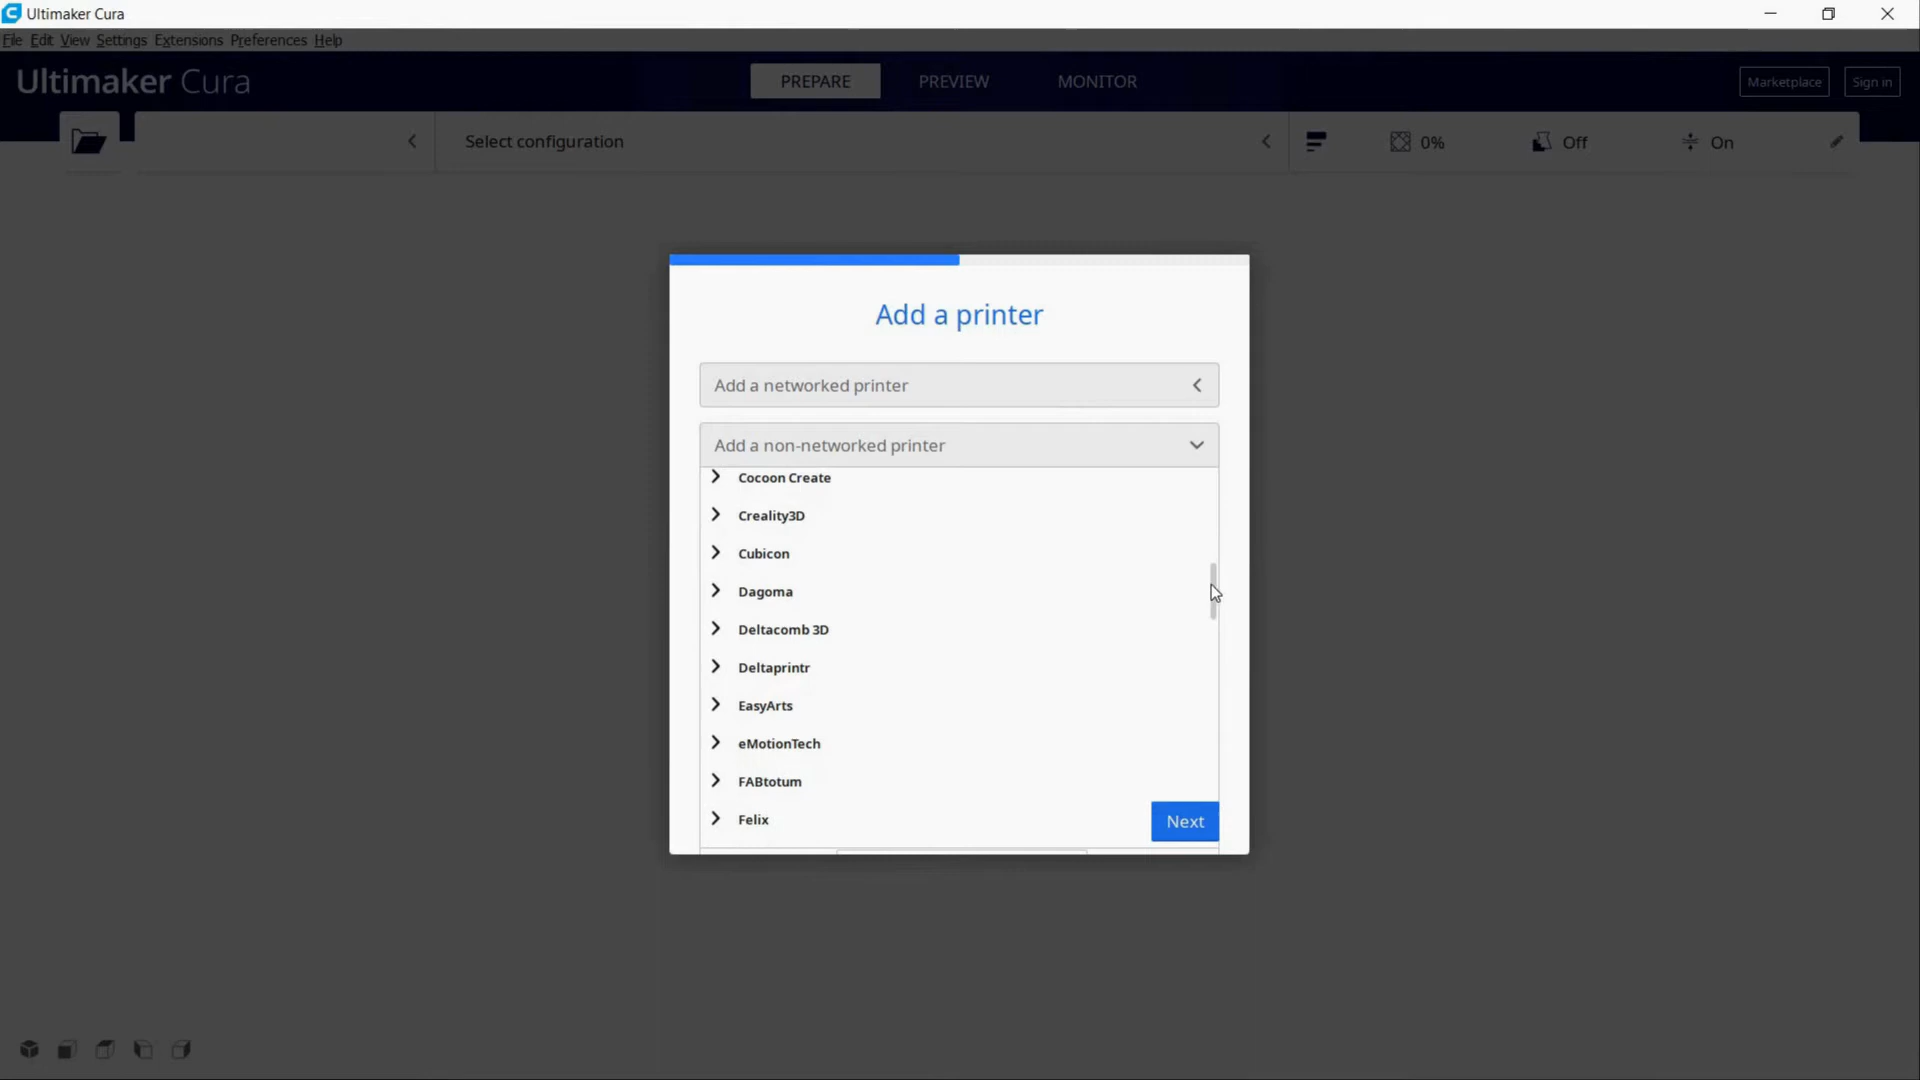 Ultimaker Cura
File Edit View Settings Extensions Preferences Help
Ultimaker Cura
PREPARE PREVIEW MONITOR
Marketplace Sign in
Select configuration
0% Off On
Add a printer
Add a networked printer
Add a non-networked printer
Cocoon Create
Creality3D
Cubicon
Dagoma
Deltacomb 3D
Deltaprintr
EasyArts
eMotionTech
FABtotum
Felix
Next